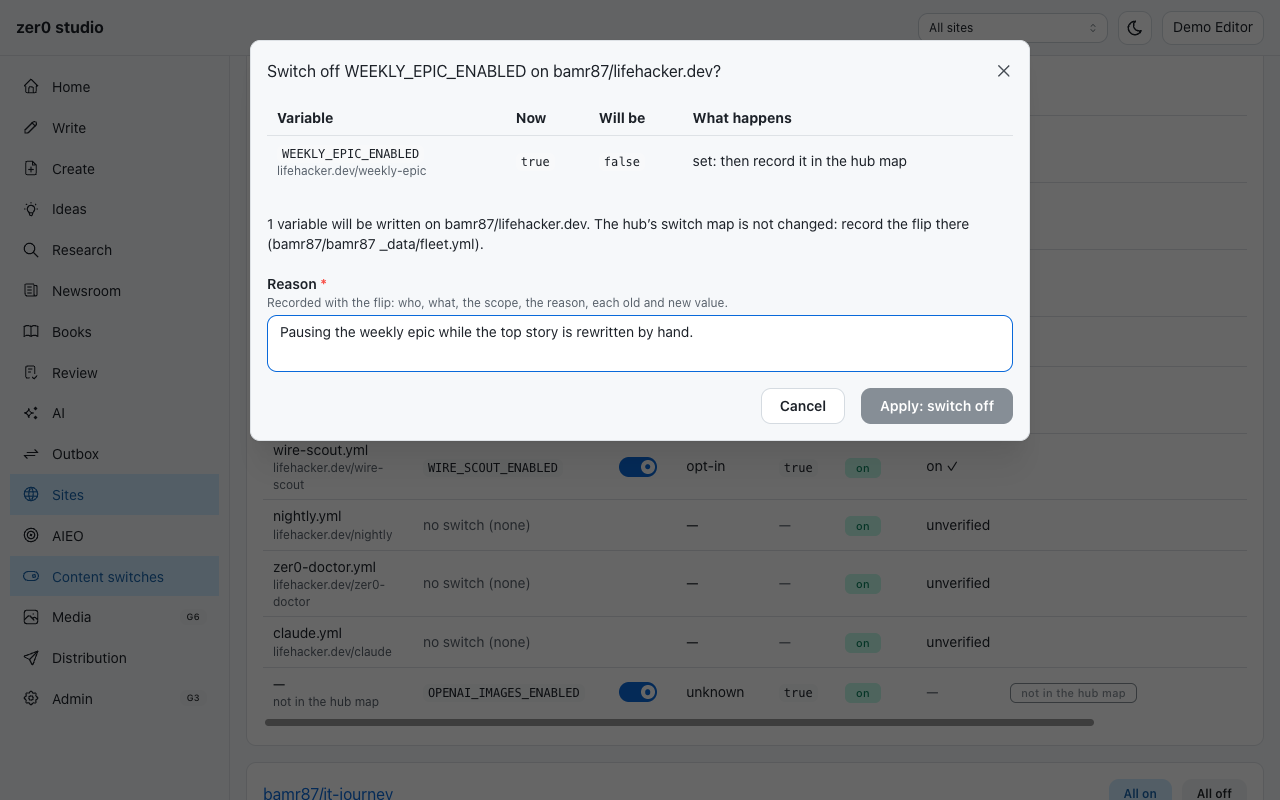 zer0 studio
All sites
Demo Editor
Home
Write
Create
Ideas
Research
Newsroom
Books
Review
AI
Outbox
Sites
AIEO
Content switches
Media G6
Distribution
Admin G3
Switch off WEEKLY_EPIC_ENABLED on bamr87/lifehacker.dev?
Variable Now Will be What happens
WEEKLY_EPIC_ENABLED true false set: then record it in the hub map
lifehacker.dev/weekly-epic
1 variable will be written on bamr87/lifehacker.dev. The hub’s switch map is not changed: record the flip there
(bamr87/bamr87 _data/fleet.yml).
Reason *
Recorded with the flip: who, what, the scope, the reason, each old and new value.
Pausing the weekly epic while the top story is rewritten by hand.
Cancel Apply: switch off
wire-scout.yml
lifehacker.dev/wire-
scout
WIRE_SCOUT_ENABLED opt-in true on on ✓
nightly.yml
lifehacker.dev/nightly
no switch (none) — — on unverified
zer0-doctor.yml
lifehacker.dev/zer0-
doctor
no switch (none) — — on unverified
claude.yml
lifehacker.dev/claude
no switch (none) — — on unverified
—
not in the hub map
OPENAI_IMAGES_ENABLED unknown true on — not in the hub map
bamr87/it-journey All on All off